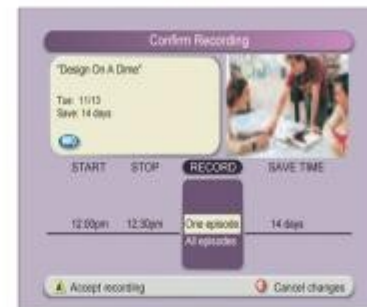 Confirm Recording
"Design On A Dime"
Tue 11/13
Save: 14 days
START STOP RECORD SAVE TIME
12:00pm 12:30pm One episode 14 days
All episodes
Accept recording Cancel changes